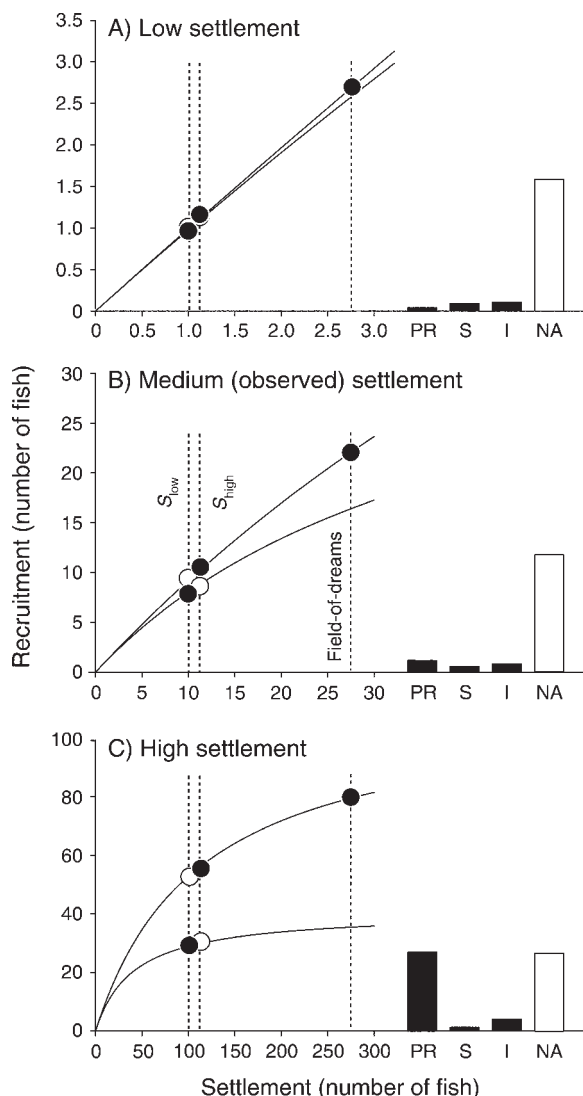 A) Low settlement
3.5
3.0
2.5
2.0
1.5
1.0
0.5
0
0 0.5 1.0 1.5 2.0 2.5 3.0 PR S I NA
B) Medium (observed) settlement
30
25
20
15
10
5
0
S_low
S_high
Field-of-dreams
0 5 10 15 20 25 30 PR S I NA
Recruitment (number of fish)
C) High settlement
100
80
60
40
20
0
0 50 100 150 200 250 300 PR S I NA
Settlement (number of fish)